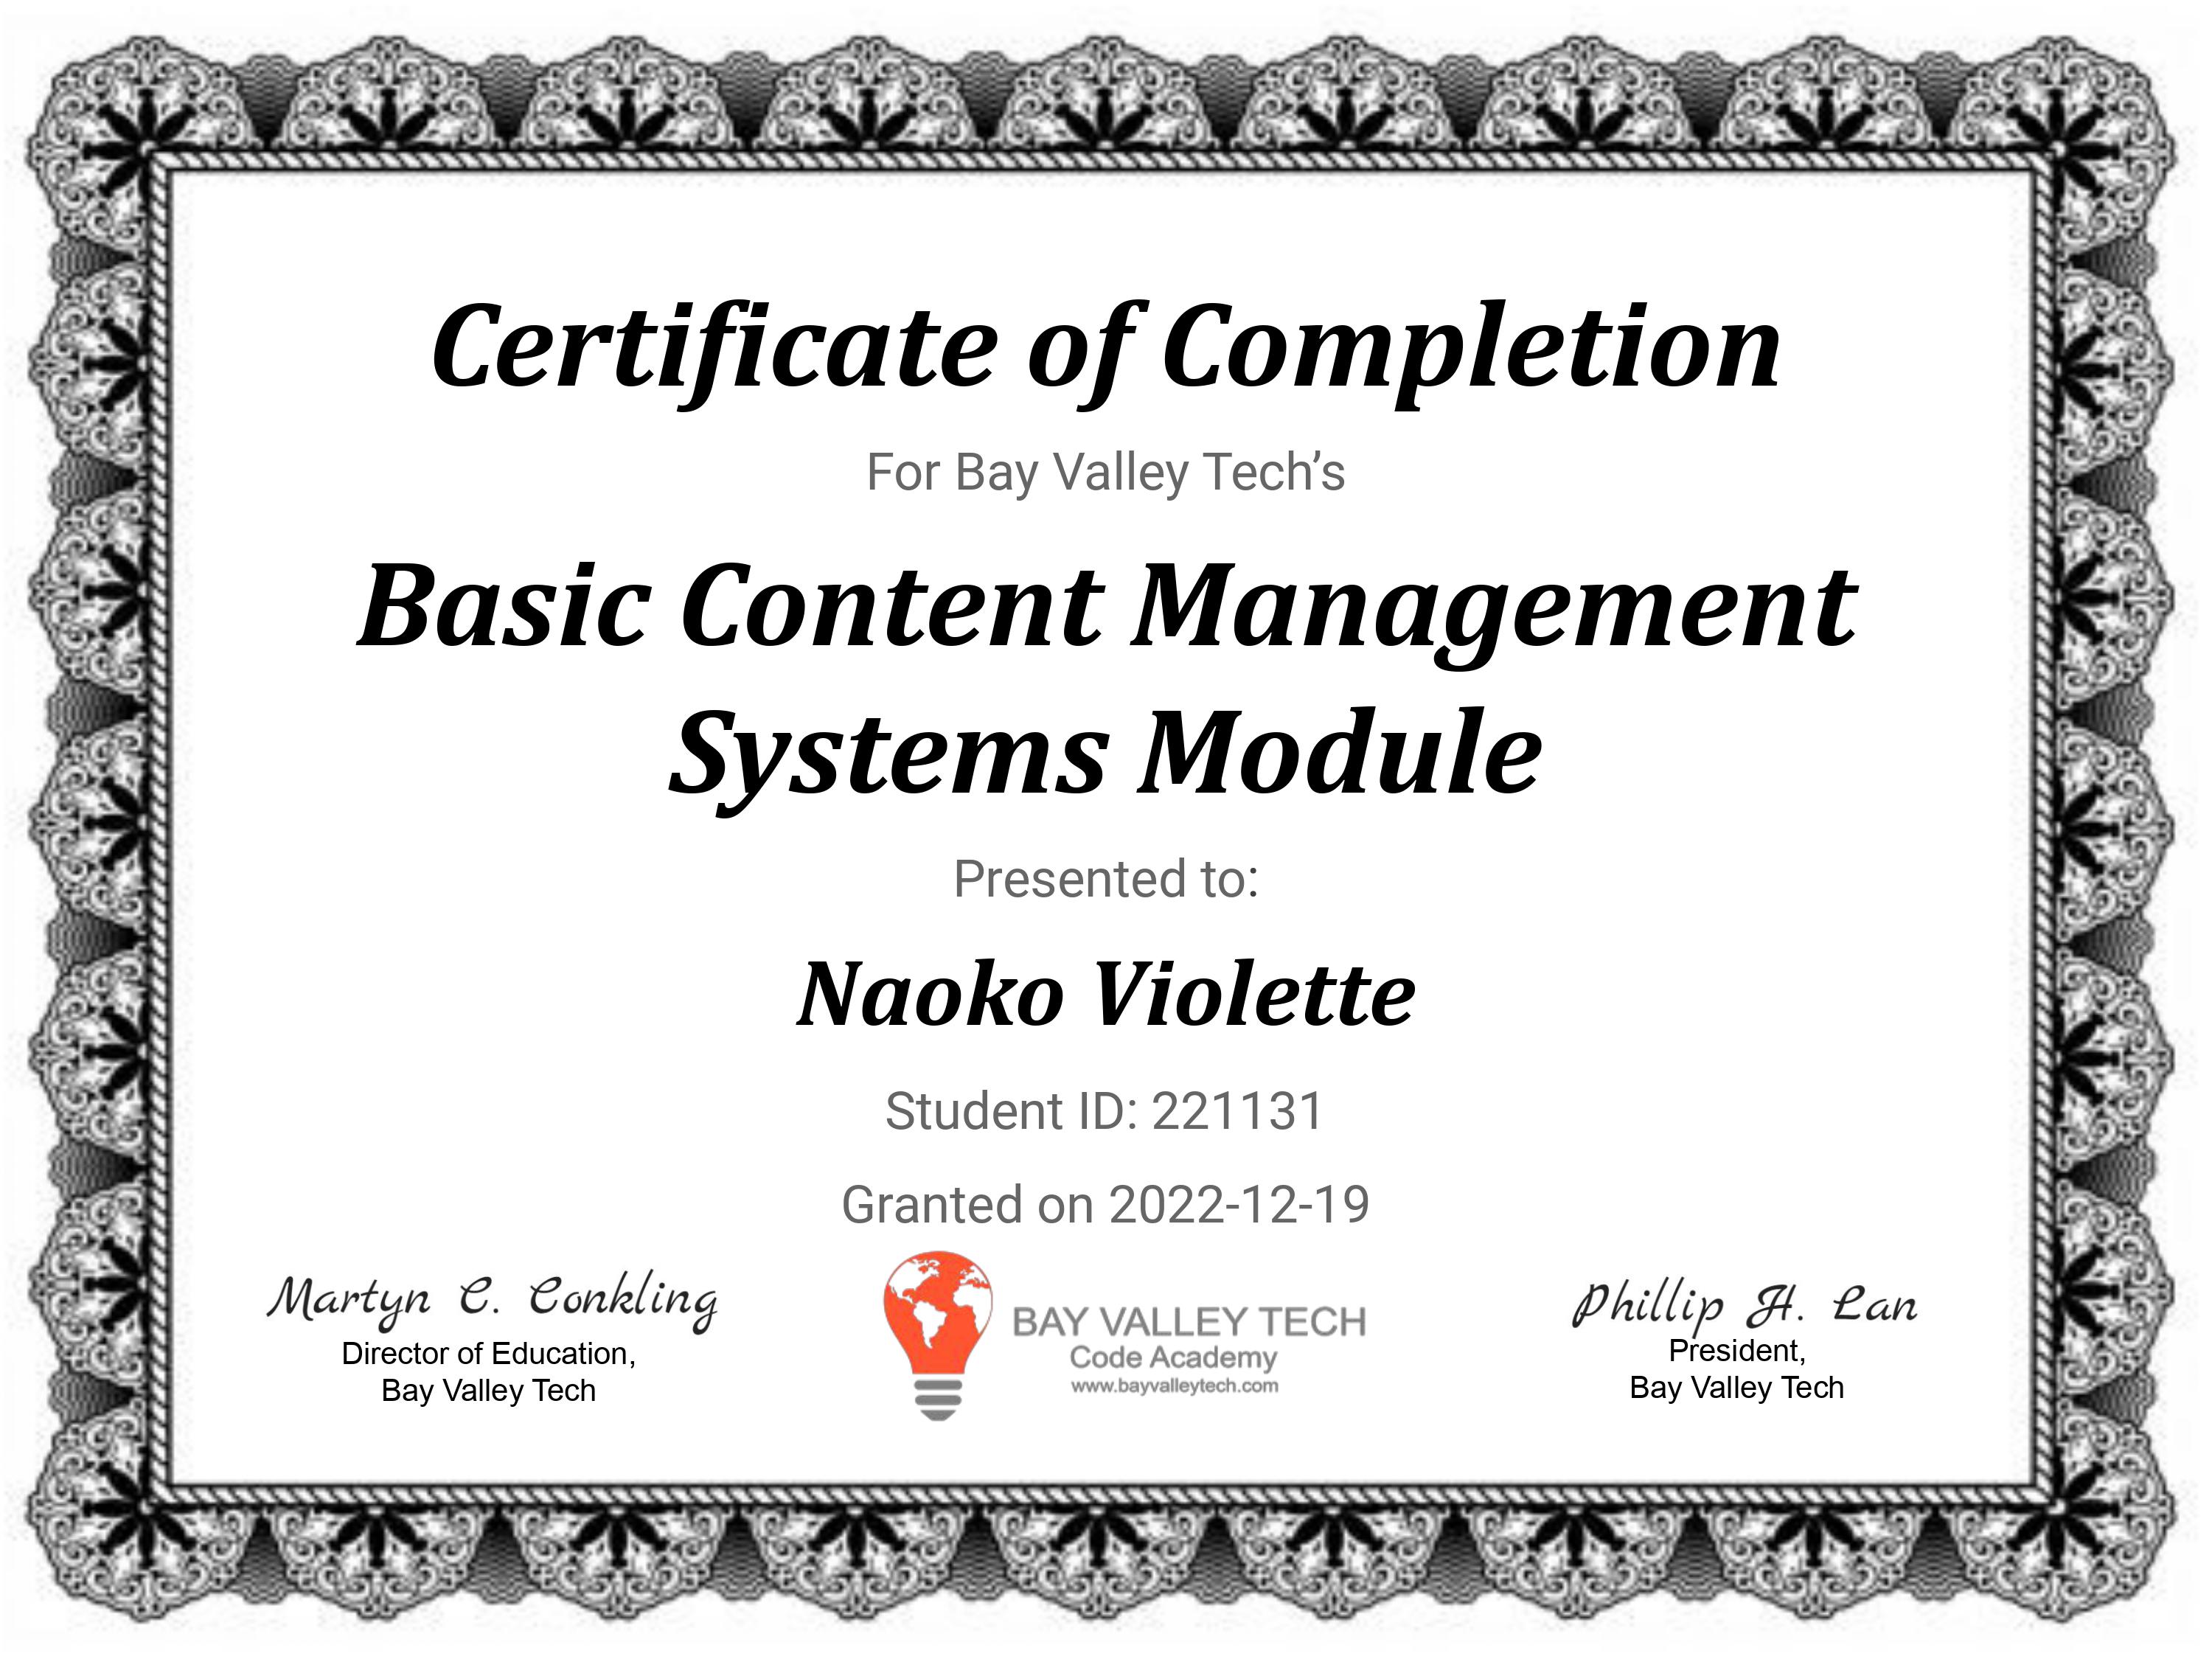 Certificate of Completion
For Bay Valley Tech’s
Basic Content Management
Systems Module
Presented to:
Naoko Violette
Student ID: 221131
Granted on 2022-12-19
Martyn C. Conkling
Director of Education,
Bay Valley Tech
BAY VALLEY TECH
Code Academy
www.bayvalleytech.com
Phillip H. Lan
President,
Bay Valley Tech